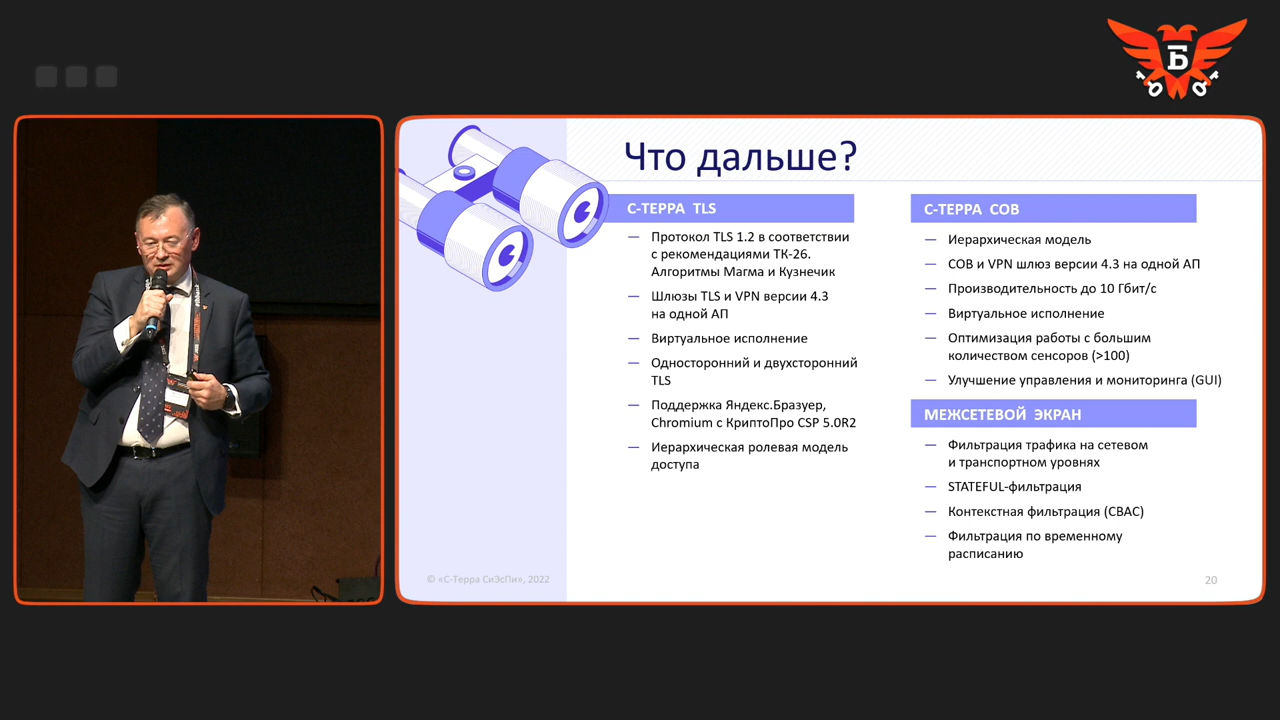 Б
Что дальше?
С-ТЕРРА TLS
— Протокол TLS 1.2 в соответствии
с рекомендациями ТК-26.
Алгоритмы Магма и Кузнечик
— Шлюзы TLS и VPN версии 4.3
на одной АП
— Виртуальное исполнение
— Односторонний и двухсторонний
TLS
— Поддержка Яндекс.Бразуер,
Chromium с КриптоПро CSP 5.0R2
— Иерархическая ролевая модель
доступа
С-ТЕРРА СОВ
— Иерархическая модель
— СОВ и VPN шлюз версии 4.3 на одной АП
— Производительность до 10 Гбит/с
— Виртуальное исполнение
— Оптимизация работы с большим
количеством сенсоров (>100)
— Улучшение управления и мониторинга (GUI)
МЕЖСЕТЕВОЙ ЭКРАН
— Фильтрация трафика на сетевом
и транспортном уровнях
— STATEFUL-фильтрация
— Контекстная фильтрация (CBAC)
— Фильтрация по временному
расписанию
© «С-Терра СиЭсПи», 2022
20